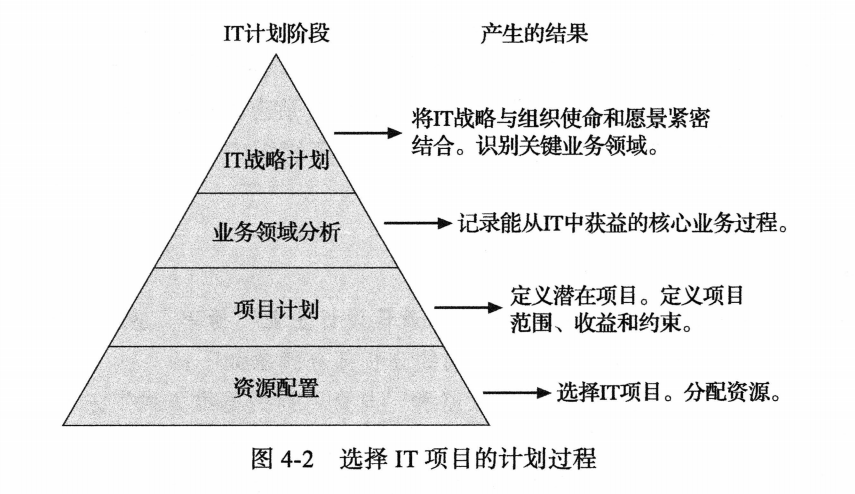 IT计划阶段 产生的结果
将IT战略与组织使命和愿景紧密
结合。识别关键业务领域。
IT战略计划
业务领域分析
记录能从IT中获益的核心业务过程。
项目计划
定义潜在项目。定义项目
范围、收益和约束。
资源配置
选择IT项目。分配资源。
图 4-2 选择 IT 项目的计划过程